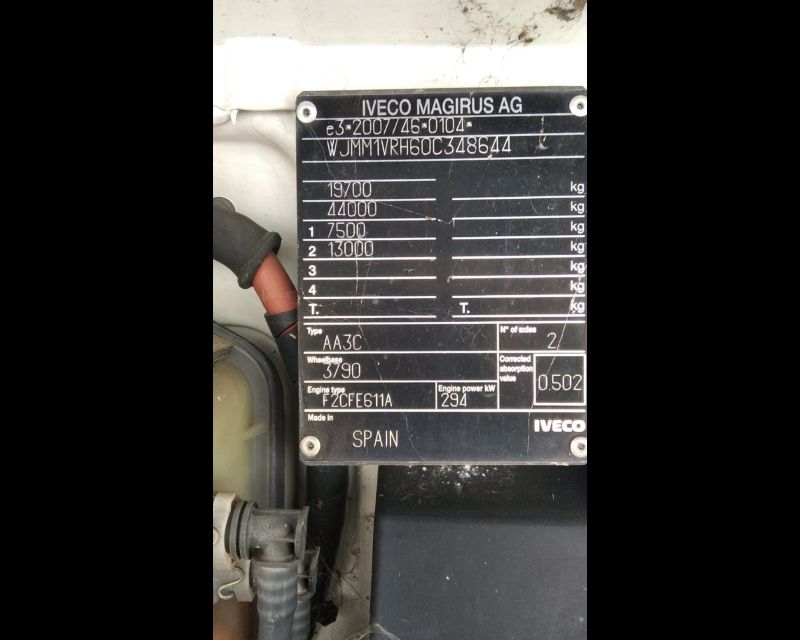 IVECO MAGIRUS AG
e3*2007/46*0104*
WJMM1VRH60C348644
19700 kg
44000 kg
1 7500 kg
2 13000 kg
3 kg
4 kg
T. T. kg
Type AA3C N° of axles 2
Wheelbase 3790 Corrected absorption value 0.502
Engine type F2CFE611A Engine power kW 294
Made in SPAIN IVECO